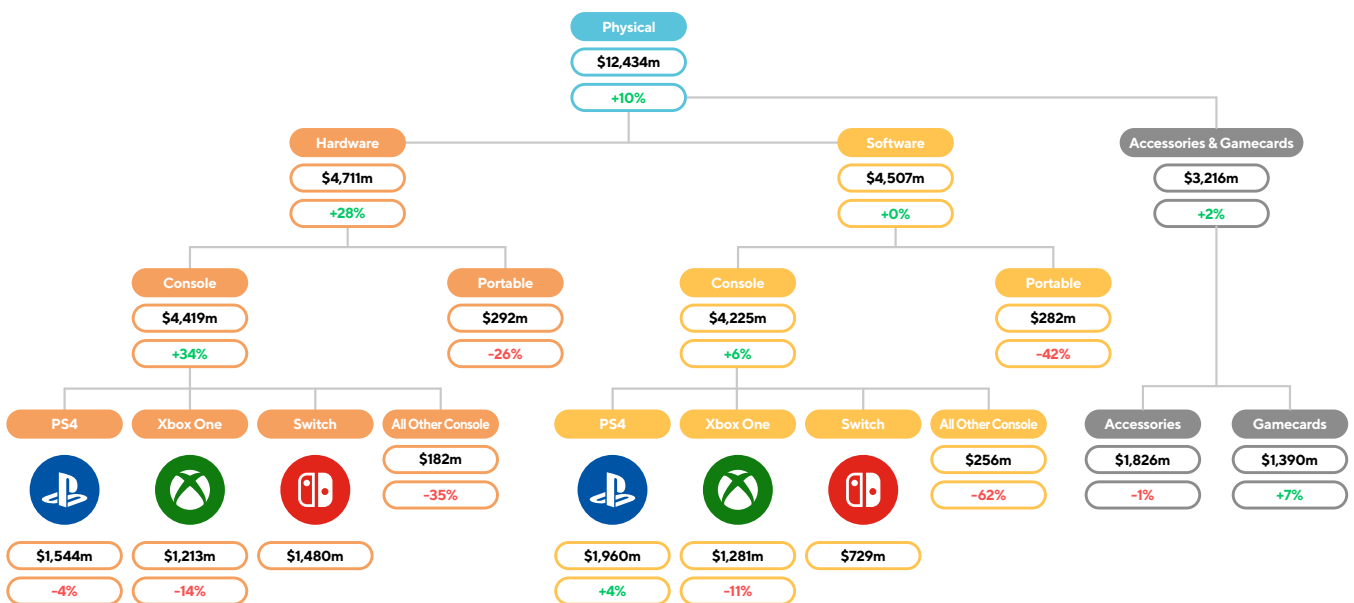 Physical
$12,434m
+10%
Hardware
$4,711m
+28%
Software
$4,507m
+0%
Accessories & Gamecards
$3,216m
+2%
Console
$4,419m
+34%
Portable
$292m
-26%
Console
$4,225m
+6%
Portable
$282m
-42%
PS4
$1,544m
-4%
Xbox One
$1,213m
-14%
Switch
$1,480m
All Other Console
$182m
-35%
PS4
$1,960m
+4%
Xbox One
$1,281m
-11%
Switch
$729m
All Other Console
$256m
-62%
Accessories
$1,826m
-1%
Gamecards
$1,390m
+7%